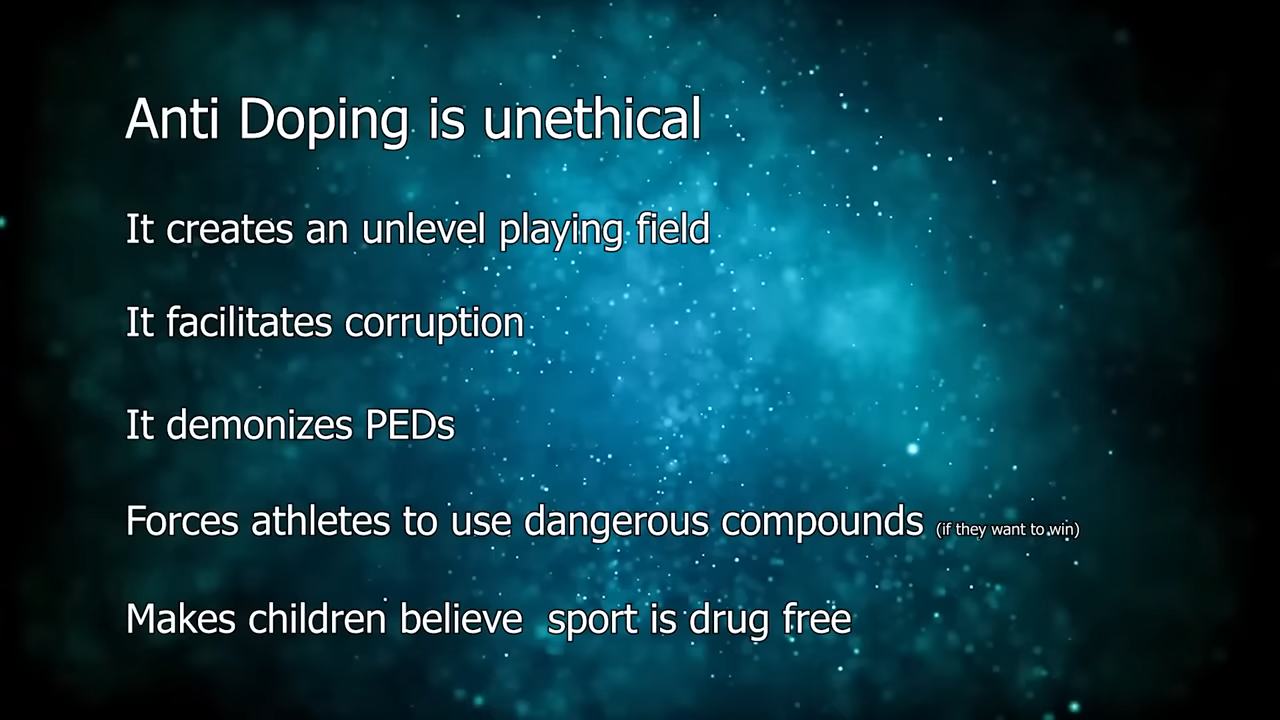 Anti Doping is unethical
It creates an unlevel playing field
It facilitates corruption
It demonizes PEDs
Forces athletes to use dangerous compounds (if they want to win)
Makes children believe  sport is drug free